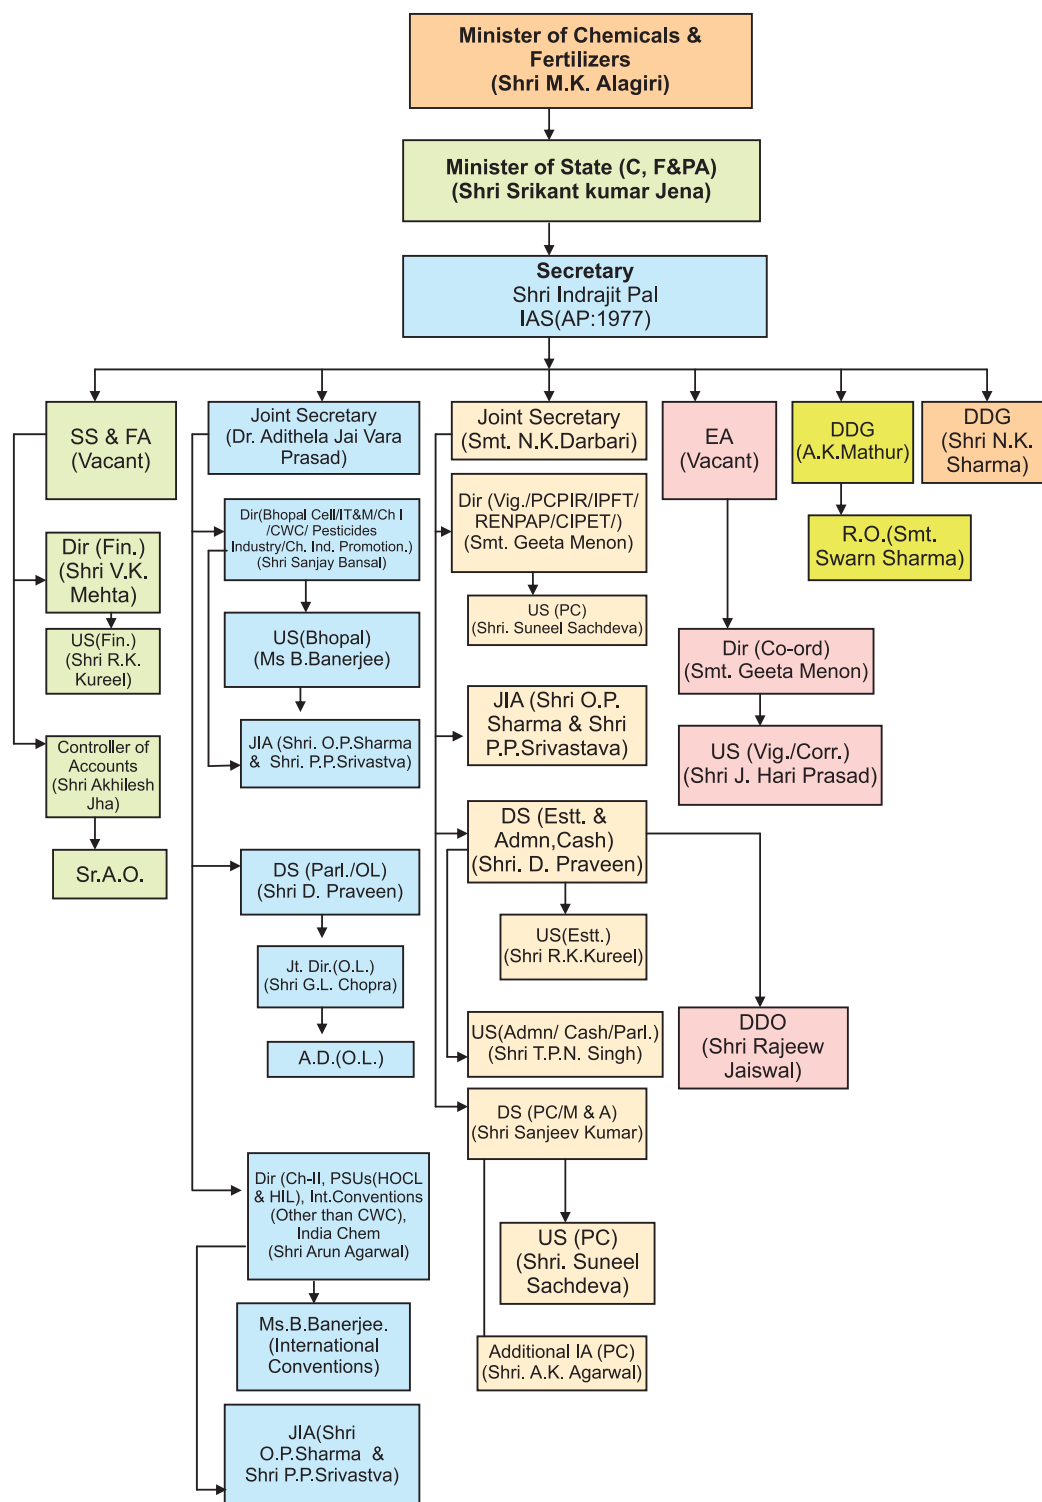 Minister of Chemicals &
Fertilizers
(Shri M.K. Alagiri)
Minister of State (C, F&PA)
(Shri Srikant kumar Jena)
Secretary
Shri Indrajit Pal
IAS(AP:1977)
SS & FA
(Vacant)
Dir (Fin.)
(Shri V.K.
Mehta)
US(Fin.)
(Shri R.K.
Kureel)
Controller of
Accounts
(Shri Akhilesh
Jha)
Sr.A.O.
Joint Secretary
(Dr. Adithela Jai Vara
Prasad)
Dir(Bhopal Cell/IT&M/Ch I
/CWC/ Pesticides
Industry/Ch. Ind. Promotion.)
(Shri Sanjay Bansal)
US(Bhopal)
(Ms B.Banerjee)
JIA (Shri. O.P.Sharma
& Shri. P.P.Srivastva)
DS (Parl./OL)
(Shri D. Praveen)
Jt. Dir.(O.L.)
(Shri G.L. Chopra)
A.D.(O.L.)
Dir (Ch-II, PSUs(HOCL
& HIL), Int.Conventions
(Other than CWC),
India Chem
(Shri Arun Agarwal)
Ms.B.Banerjee.
(International
Conventions)
JIA(Shri
O.P.Sharma &
Shri P.P.Srivastva)
Joint Secretary
(Smt. N.K.Darbari)
Dir (Vig./PCPIR/IPFT/
RENPAP/CIPET/)
(Smt. Geeta Menon)
US (PC)
(Shri. Suneel Sachdeva)
JIA (Shri O.P.
Sharma & Shri
P.P.Srivastava)
DS (Estt. &
Admn,Cash)
(Shri. D. Praveen)
US(Estt.)
(Shri R.K.Kureel)
US(Admn/ Cash/Parl.)
(Shri T.P.N. Singh)
DS (PC/M & A)
(Shri Sanjeev Kumar)
US (PC)
(Shri. Suneel
Sachdeva)
Additional IA (PC)
(Shri. A.K. Agarwal)
EA
(Vacant)
Dir (Co-ord)
(Smt. Geeta Menon)
US (Vig./Corr.)
(Shri J. Hari Prasad)
DDO
(Shri Rajeew
Jaiswal)
DDG
(A.K.Mathur)
R.O.(Smt.
Swarn Sharma)
DDG
(Shri N.K.
Sharma)